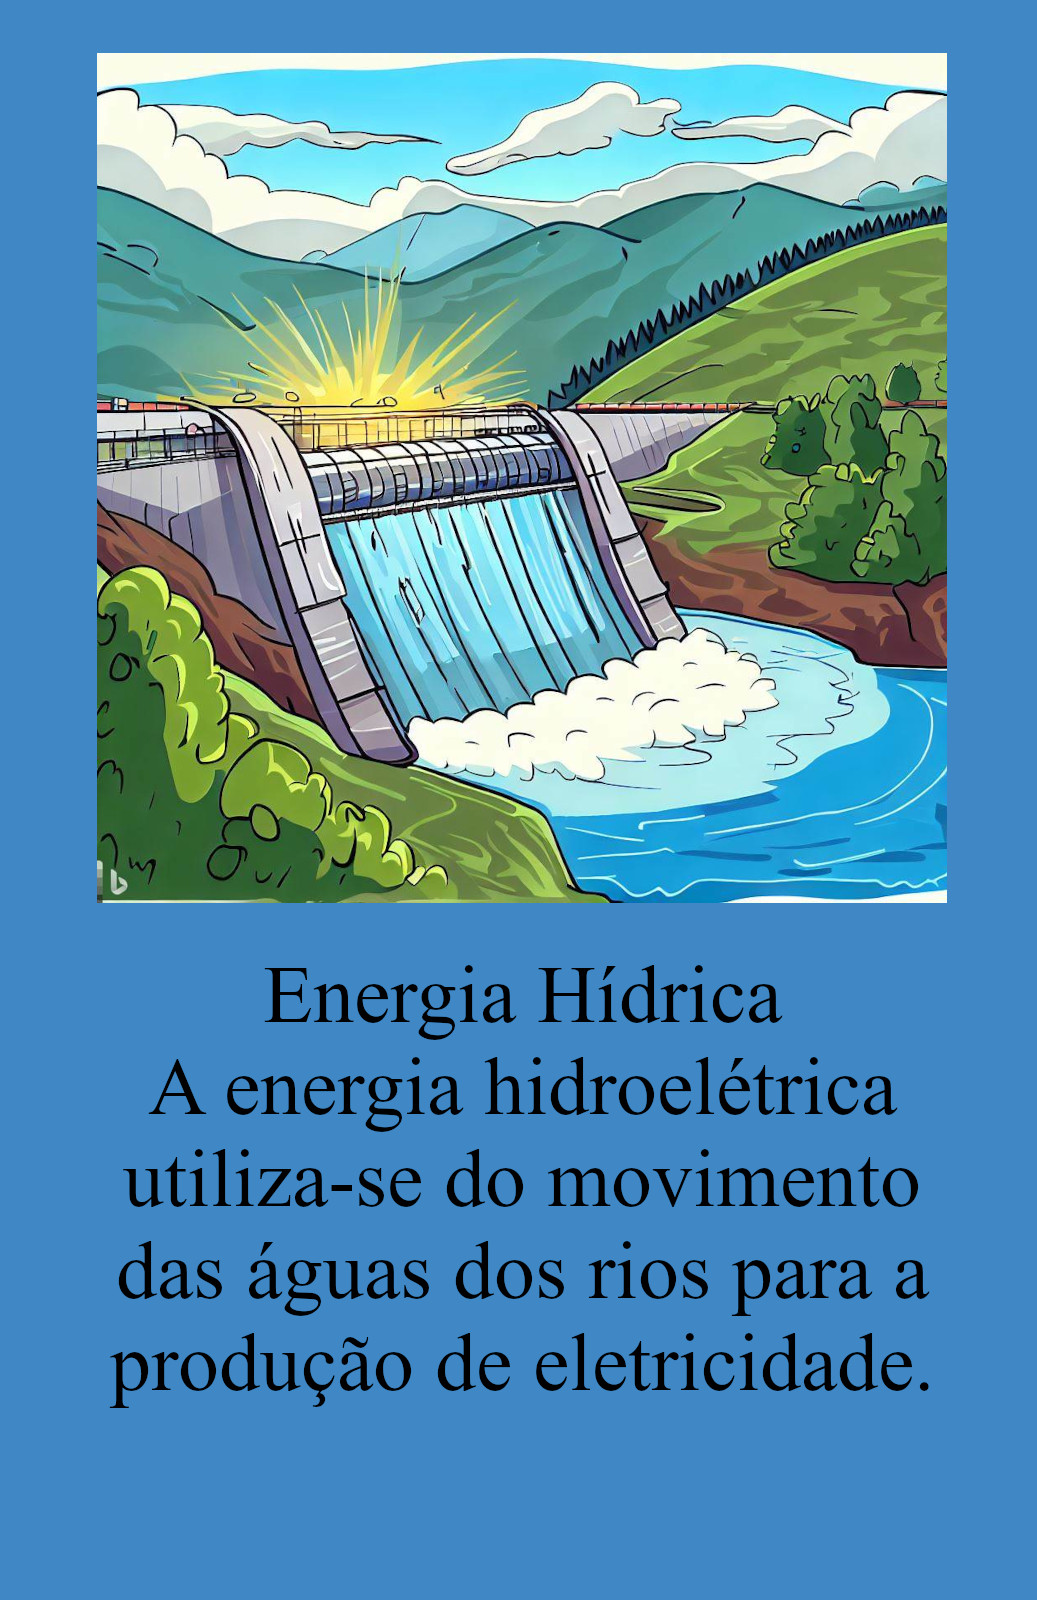 Energia Hídrica
A energia hidroelétrica
utiliza-se do movimento
das águas dos rios para a
produção de eletricidade.